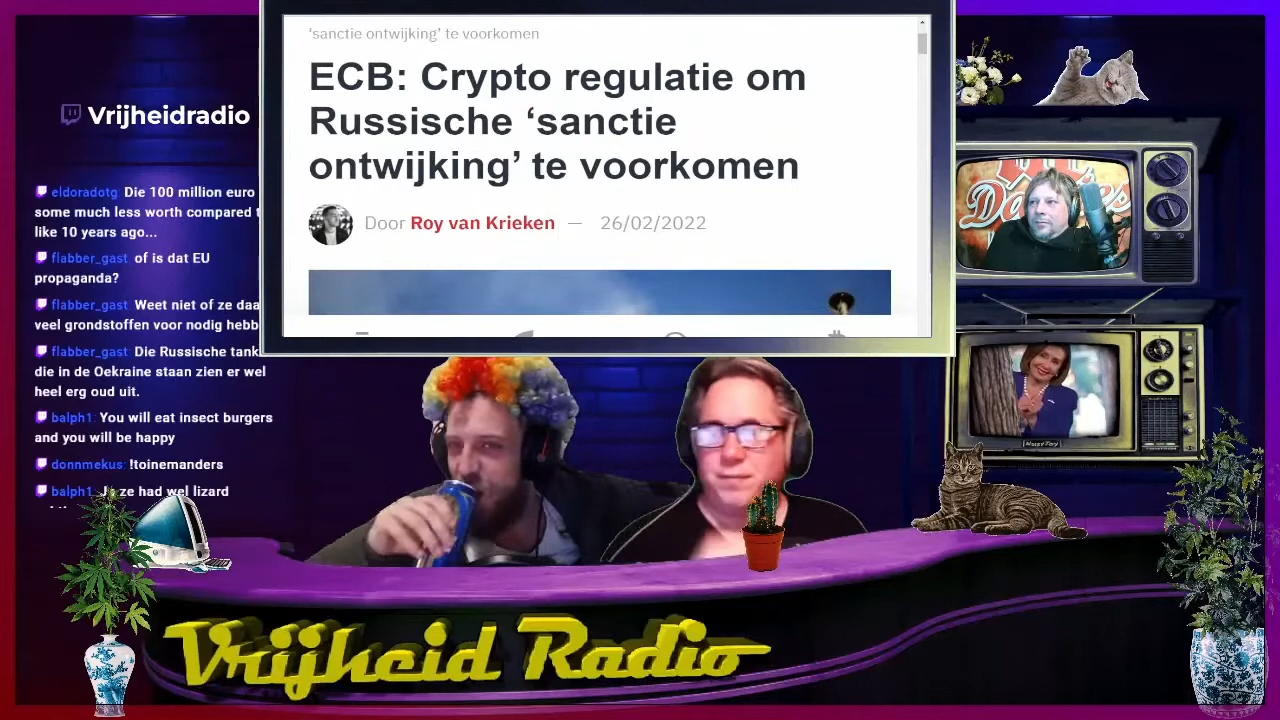 'sanctie ontwijking' te voorkomen
ECB: Crypto regulatie om
Russische ‘sanctie
ontwijking’ te voorkomen
Door Roy van Krieken — 26/02/2022
Vrijheidradio
eldoradotg: Die 100 million euro
some much less worth compared t
like 10 years ago...
flabber_gast: of is dat EU
propaganda?
flabber_gast: Weet niet of ze daa
veel grondstoffen voor nodig hebb
flabber_gast: Die Russische tank
die in de Oekraine staan zien er wel
heel erg oud uit.
balph1: You will eat insect burgers
and you will be happy
donnmekus: !toinemanders
balph1: ze had wel lizard
Vrijheid Radio